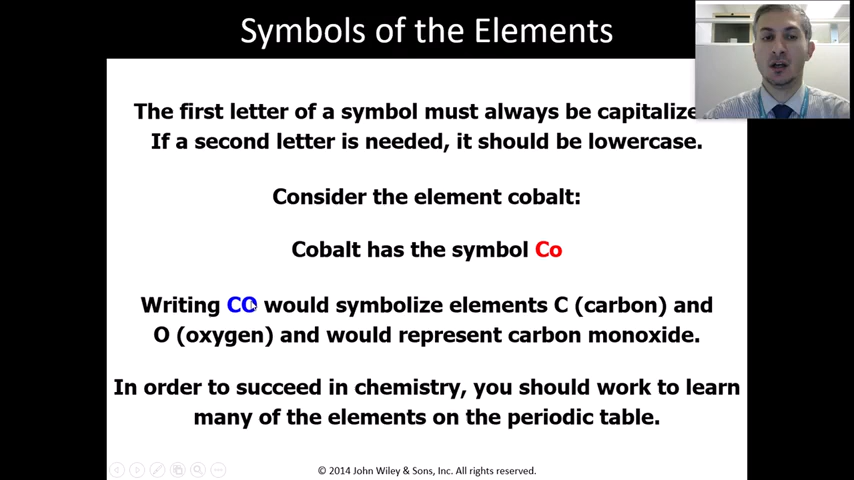 Symbols of the Elements
The first letter of a symbol must always be
If a second letter is needed, it should be lowercase.
Consider the element cobalt:
Cobalt has the symbol Co
Writing CO would symbolize elements C (carbon) and
O (oxygen) and would represent carbon monoxide.
In order to succeed in chemistry, you should work to learn
many of the elements on the periodic table.
© 2014 John Wiley & Sons, Inc. All rights reserved.